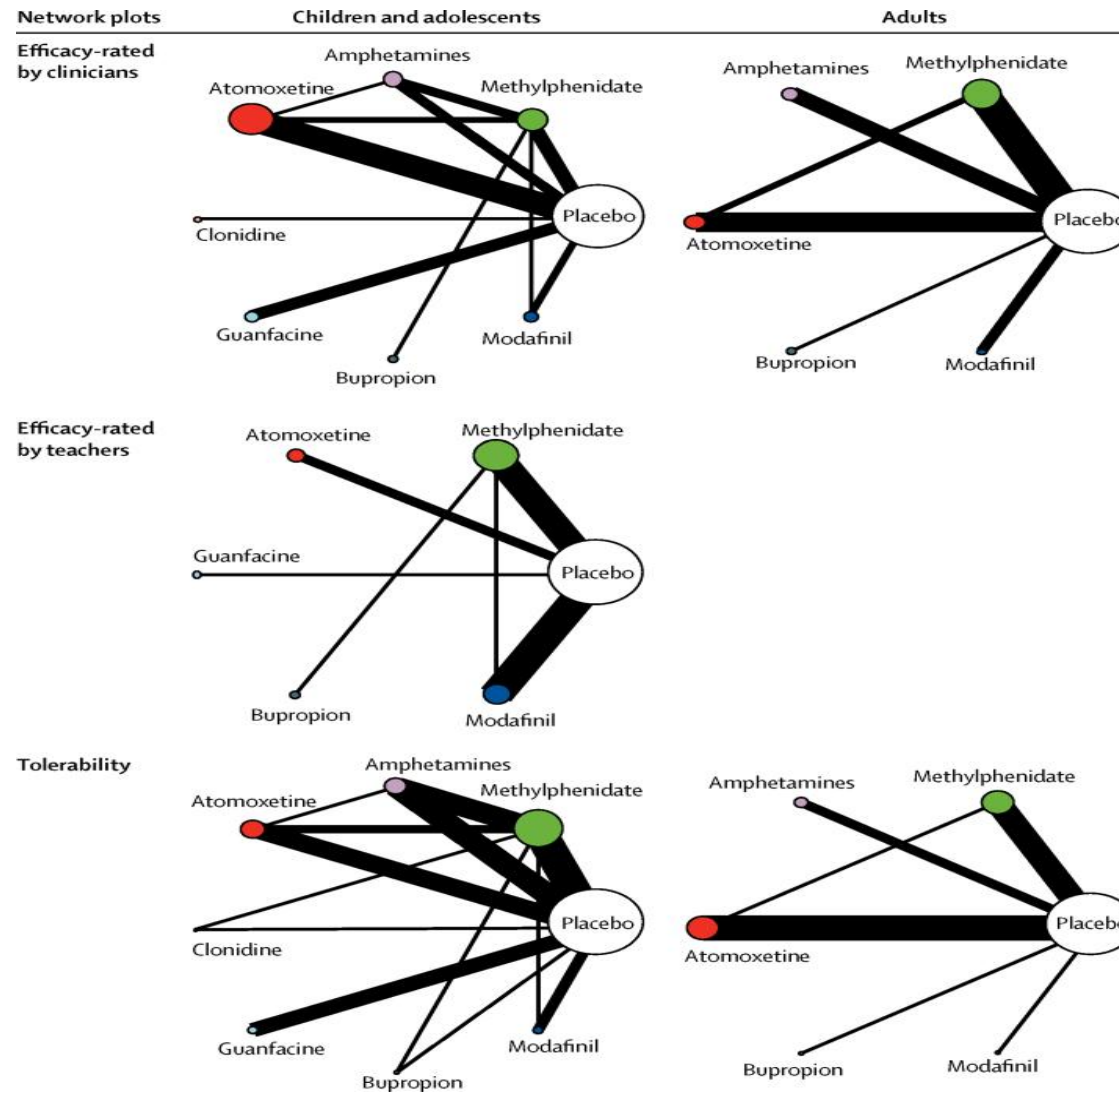 Network plots Children and adolescents Adults
Efficacy-rated
by clinicians
Amphetamines
Atomoxetine
Methylphenidate
Placebo
Clonidine
Guanfacine
Modafinil
Bupropion
Amphetamines
Methylphenidate
Placebo
Atomoxetine
Bupropion
Modafinil
Efficacy-rated
by teachers
Atomoxetine
Methylphenidate
Guanfacine
Placebo
Bupropion
Modafinil
Tolerability
Amphetamines
Atomoxetine
Methylphenidate
Placebo
Clonidine
Guanfacine
Modafinil
Bupropion
Amphetamines
Methylphenidate
Placebo
Atomoxetine
Bupropion
Modafinil